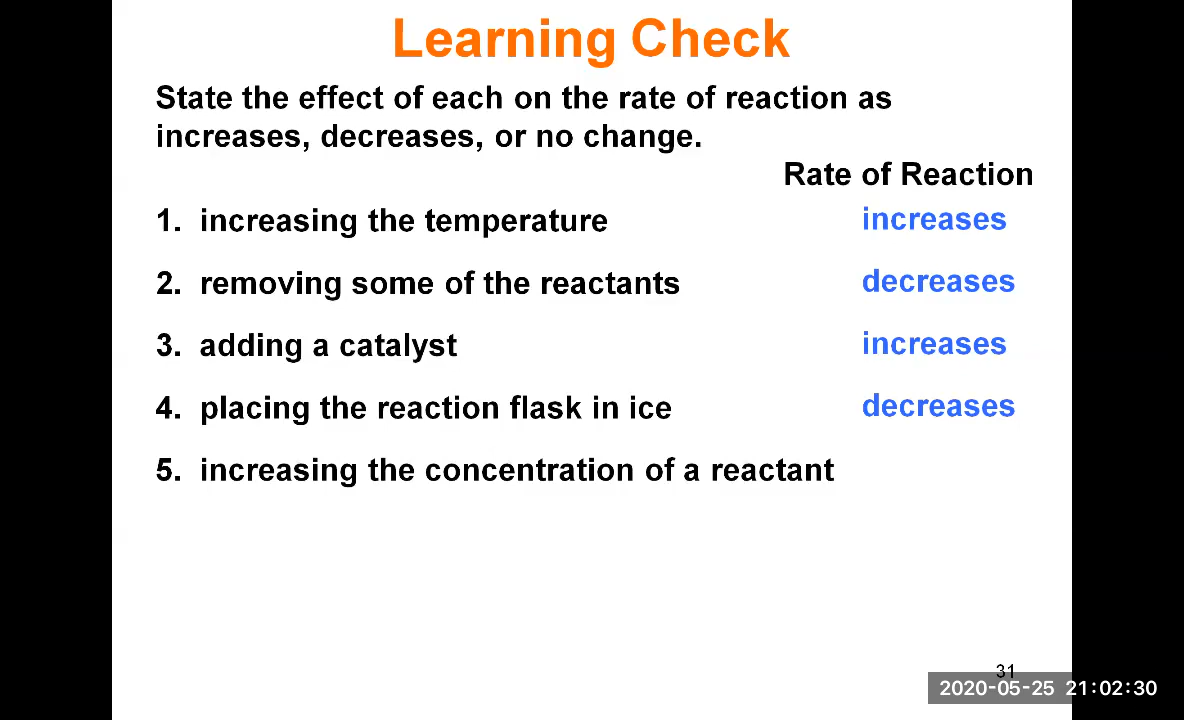 Learning Check
State the effect of each on the rate of reaction as
increases, decreases, or no change.
Rate of Reaction
1. increasing the temperature increases
2. removing some of the reactants decreases
3. adding a catalyst increases
4. placing the reaction flask in ice decreases
5. increasing the concentration of a reactant
31
2020-05-25 21:02:30